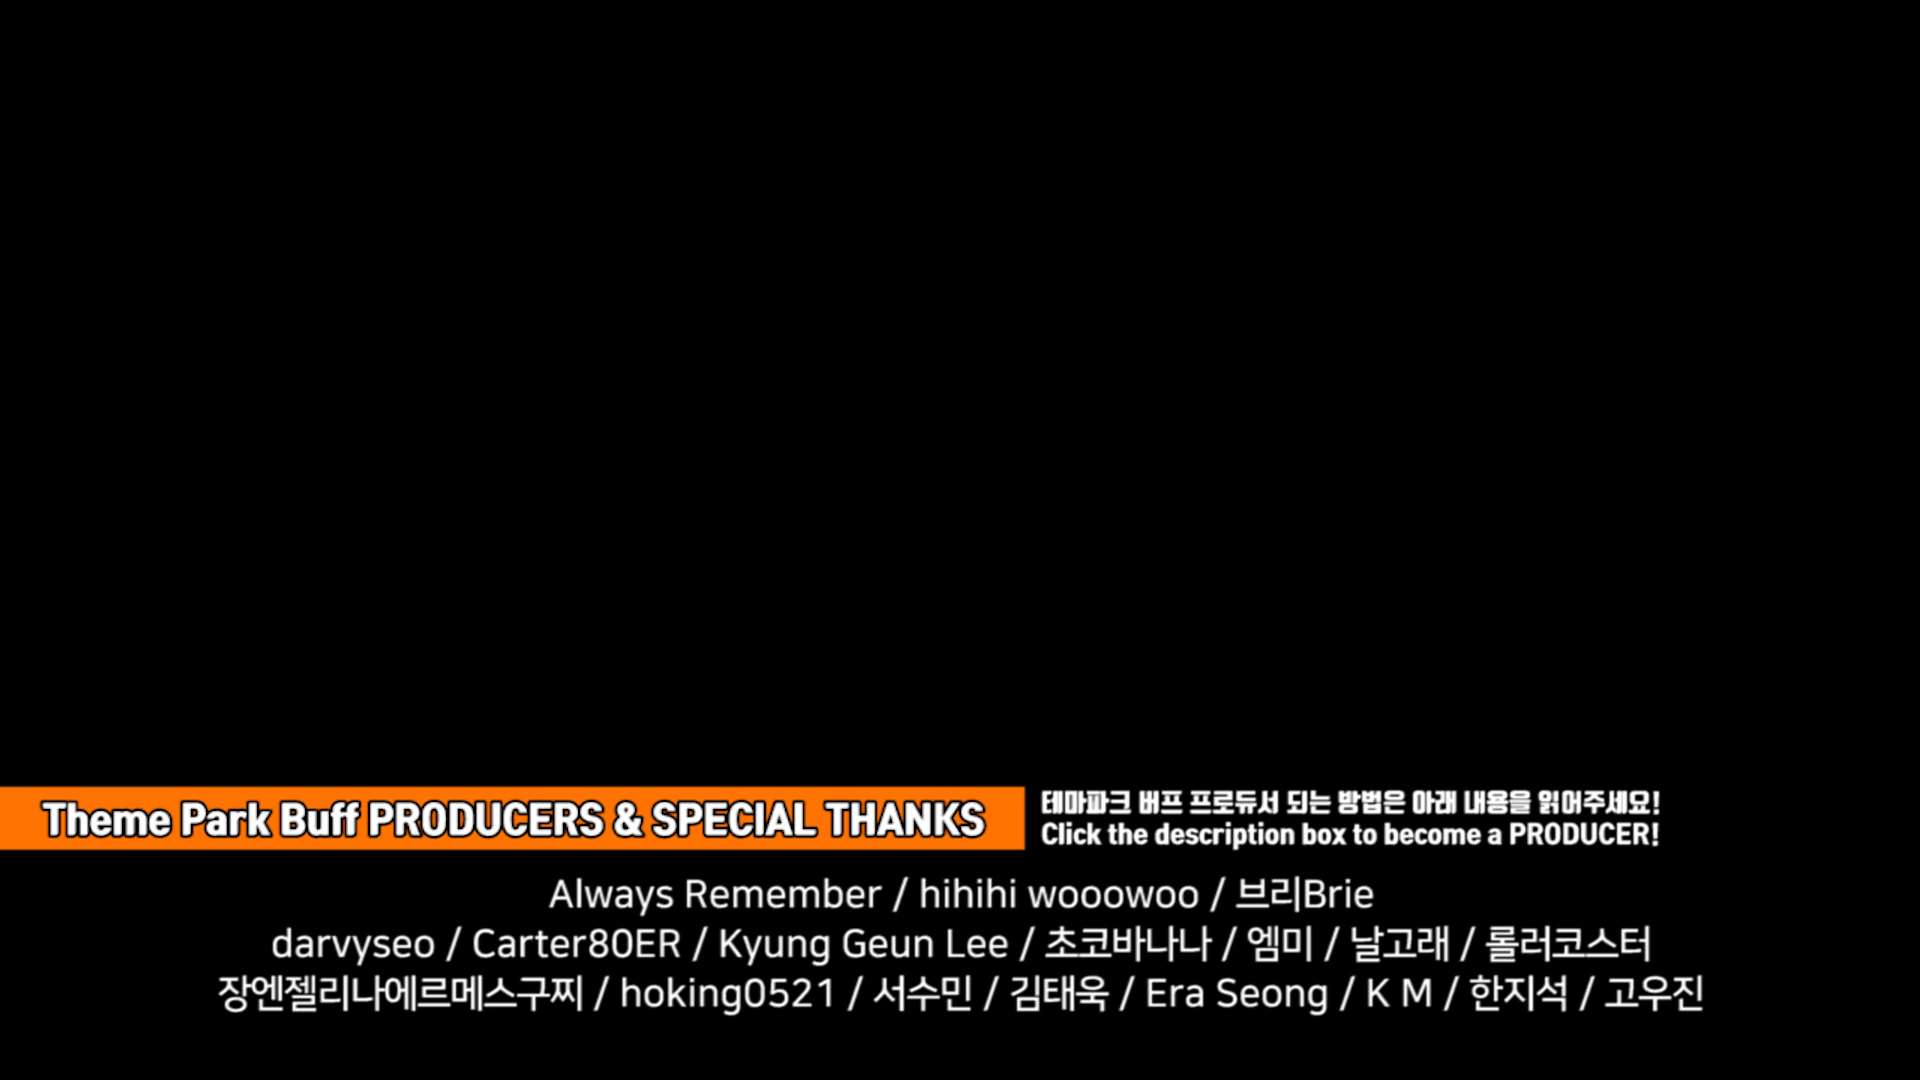 Theme Park Buff PRODUCERS & SPECIAL THANKS
테마파크 버프 프로듀서 되는 방법은 아래 내용을 읽어주세요!
Click the description box to become a PRODUCER!
Always Remember / hihihi wooowoo / 브리Brie
darvyseo / Carter80ER / Kyung Geun Lee / 초코바나나 / 엠미 / 날고래 / 롤러코스터
장엔젤리나에르메스구찌 / hoking0521 / 서수민 / 김태욱 / Era Seong / K M / 한지석 / 고우진